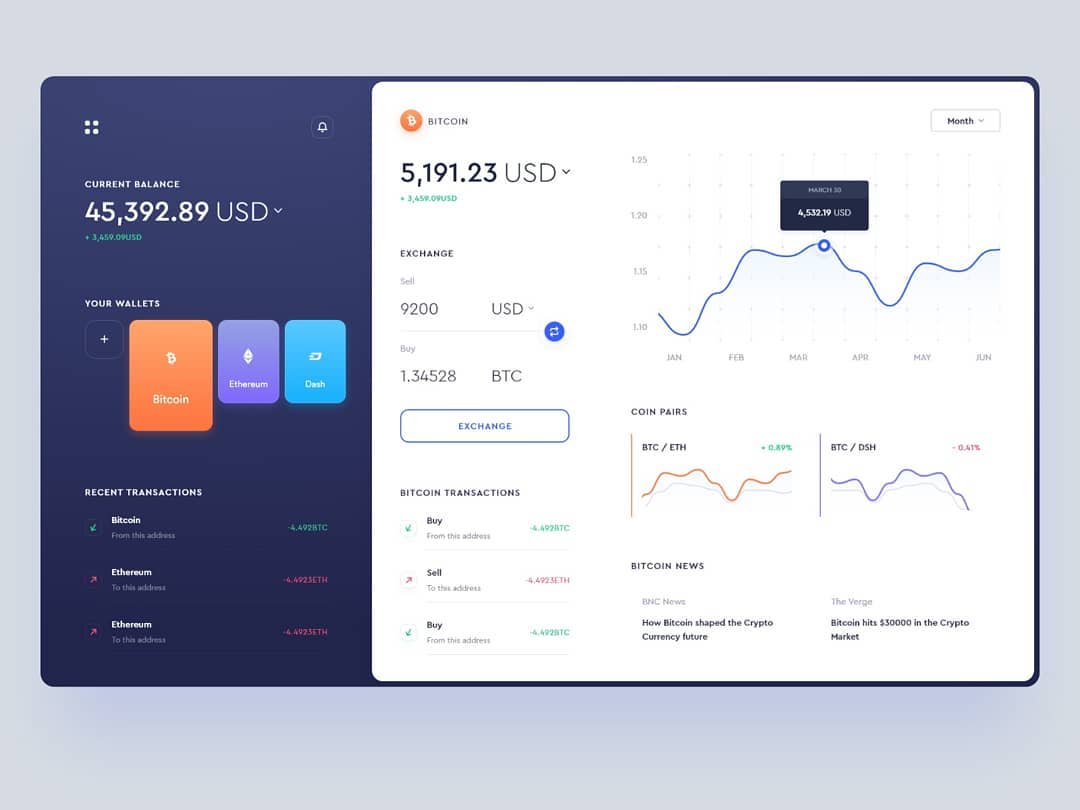 CURRENT BALANCE
45,392.89 USD
+ 3,459.09USD
YOUR WALLETS
+
Bitcoin
Ethereum
Dash
RECENT TRANSACTIONS
Bitcoin
-4.492BTC
From this address
Ethereum
-4.4923ETH
To this address
Ethereum
-4.4923ETH
To this address
BITCOIN
5,191.23 USD
+ 3,459.09USD
EXCHANGE
Sell
9200 USD
Buy
1.34528 BTC
EXCHANGE
BITCOIN TRANSACTIONS
Buy
-4.492BTC
From this address
Sell
-4.4923ETH
To this address
Buy
-4.492BTC
From this address
Month
1.25
1.20
1.15
1.10
MARCH 30
4,532.19 USD
JAN FEB MAR APR MAY JUN
COIN PAIRS
BTC / ETH + 0.89%
BTC / DSH - 0.41%
BITCOIN NEWS
BNC News
How Bitcoin shaped the Crypto
Currency future
The Verge
Bitcoin hits $30000 in the Crypto
Market